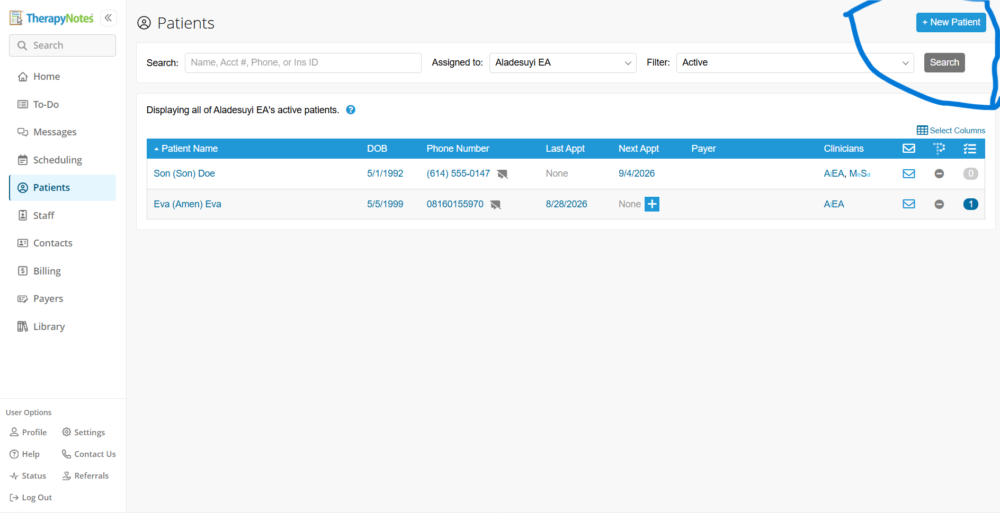 TherapyNotes
Search
Home
To-Do
Messages
Scheduling
Patients
Staff
Contacts
Billing
Payers
Library
User Options
Profile Settings
Help Contact Us
Status Referrals
Log Out
Patients
+ New Patient
Search: Name, Acct #, Phone, or Ins ID Assigned to: Aladesuyi EA Filter: Active Search
Displaying all of Aladesuyi EA's active patients. ?
Select Columns
Patient Name DOB Phone Number Last Appt Next Appt Payer Clinicians
Son (Son) Doe 5/1/1992 (614) 555-0147 None 9/4/2026 AlEA, MeSa 0
Eva (Amen) Eva 5/5/1999 08160155970 8/28/2026 None + AlEA 1